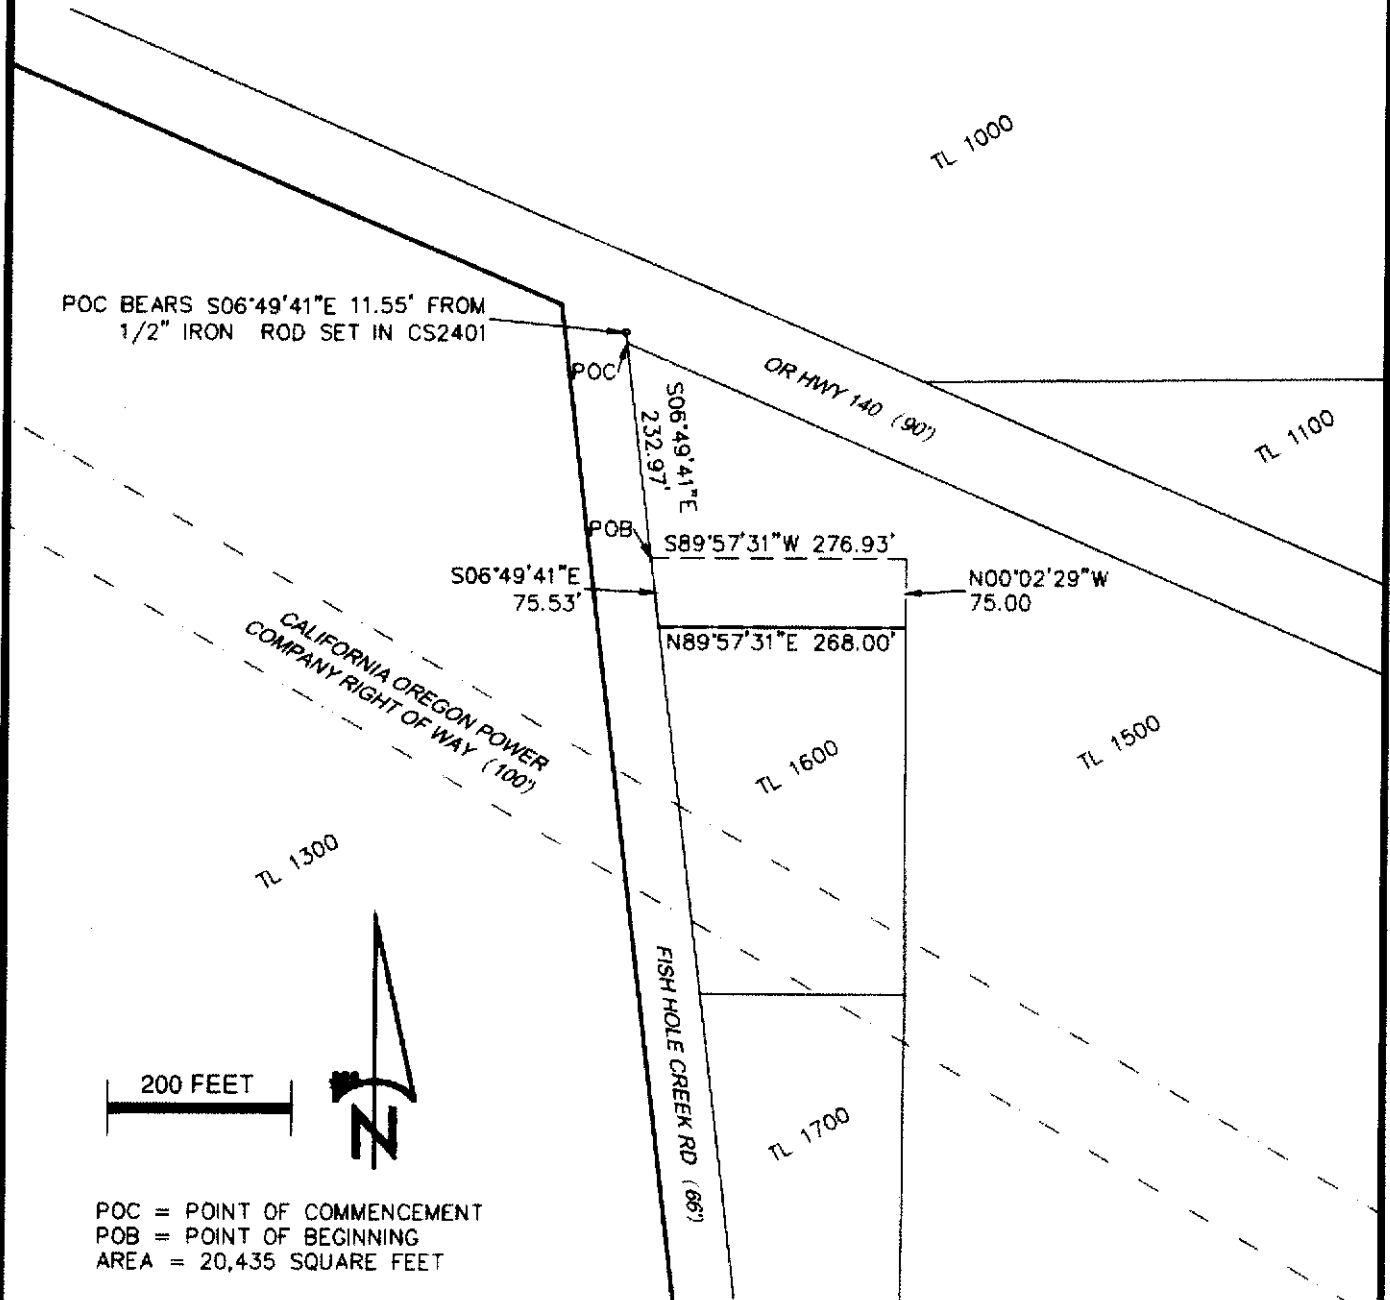 TL 1000
POC BEARS S06°49'41"E 11.55' FROM
1/2" IRON ROD SET IN CS2401
POC
OR HWY 140 (90')
S06°49'41"E
232.97'
TL 1100
POB
S89°57'31"W 276.93'
S06°49'41"E
75.53'
N00°02'29"W
75.00
N89°57'31"E 268.00'
CALIFORNIA OREGON POWER
COMPANY RIGHT OF WAY (100')
TL 1600
TL 1500
TL 1300
FISH HOLE CREEK RD (66')
200 FEET
N
TL 1700
POC = POINT OF COMMENCEMENT
POB = POINT OF BEGINNING
AREA = 20,435 SQUARE FEET